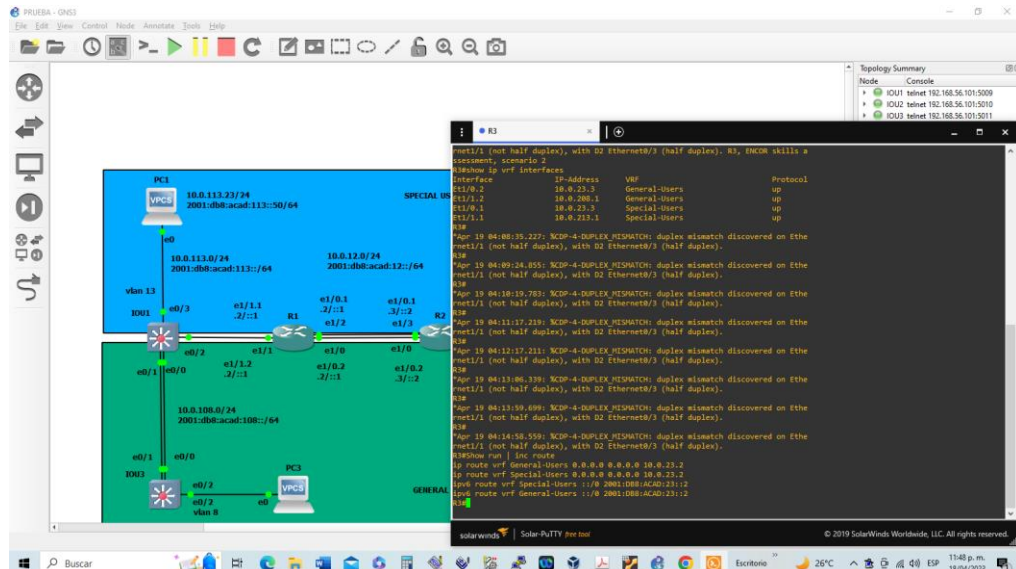 PRUEBA - GNS3
File Edit View Control Node Annotate Tools Help
Topology Summary
Node Console
IOU1 telnet 192.168.56.101:5009
IOU2 telnet 192.168.56.101:5010
IOU3 telnet 192.168.56.101:5011
PC1
VPCS
10.0.113.23/24
2001:db8:acad:113::50/64
SPECIAL US
e0
10.0.113.0/24
2001:db8:acad:113::/64
10.0.12.0/24
2001:db8:acad:12::/64
vlan 13
IOU1
e0/3
e1/1.1
.2/::1
R1
e0/1.1
.2/::1
e1/2
e1/0.1
.3/::2
e1/3
R2
e0/2
e1/1
e1/0
e1/0
e0/1
e0/0
e1/1.2
.2/::1
e1/0.2
.2/::1
e1/0.2
.3/::2
10.0.108.0/24
2001:db8:acad:108::/64
e0/1
e0/0
IOU3
PC3
e0/2
VPCS
e0/2
e0
vlan 8
GENERAL
R3
rnet1/1 (not half duplex), with D2 Ethernet0/3 (half duplex). R3, ENCOR skills a
ssessment, scenario 2
R3#show ip vrf interfaces
Interface IP-Address VRF Protocol
Et1/0.2 10.0.23.3 General-Users up
Et1/1.2 10.0.208.1 General-Users up
Et1/0.1 10.0.23.3 Special-Users up
Et1/1.1 10.0.213.1 Special-Users up
R3#
*Apr 19 04:08:35.227: %CDP-4-DUPLEX_MISMATCH: duplex mismatch discovered on Ethe
rnet1/1 (not half duplex), with D2 Ethernet0/3 (half duplex).
R3#
*Apr 19 04:09:24.855: %CDP-4-DUPLEX_MISMATCH: duplex mismatch discovered on Ethe
rnet1/1 (not half duplex), with D2 Ethernet0/3 (half duplex).
R3#
*Apr 19 04:10:19.783: %CDP-4-DUPLEX_MISMATCH: duplex mismatch discovered on Ethe
rnet1/1 (not half duplex), with D2 Ethernet0/3 (half duplex).
R3#
*Apr 19 04:11:17.219: %CDP-4-DUPLEX_MISMATCH: duplex mismatch discovered on Ethe
rnet1/1 (not half duplex), with D2 Ethernet0/3 (half duplex).
R3#
*Apr 19 04:12:17.211: %CDP-4-DUPLEX_MISMATCH: duplex mismatch discovered on Ethe
rnet1/1 (not half duplex), with D2 Ethernet0/3 (half duplex).
R3#
*Apr 19 04:13:06.339: %CDP-4-DUPLEX_MISMATCH: duplex mismatch discovered on Ethe
rnet1/1 (not half duplex), with D2 Ethernet0/3 (half duplex).
R3#
*Apr 19 04:13:59.699: %CDP-4-DUPLEX_MISMATCH: duplex mismatch discovered on Ethe
rnet1/1 (not half duplex), with D2 Ethernet0/3 (half duplex).
R3#
*Apr 19 04:14:58.559: %CDP-4-DUPLEX_MISMATCH: duplex mismatch discovered on Ethe
rnet1/1 (not half duplex), with D2 Ethernet0/3 (half duplex).
R3#Show run | inc route
ip route vrf General-Users 0.0.0.0 0.0.0.0 10.0.23.2
ip route vrf Special-Users 0.0.0.0 0.0.0.0 10.0.23.2
ipv6 route vrf Special-Users ::/0 2001:DB8:ACAD:23::2
ipv6 route vrf General-Users ::/0 2001:DB8:ACAD:23::2
R3#
solarwinds | Solar-PuTTY free tool
© 2019 SolarWinds Worldwide, LLC. All rights reserved.
Buscar
Escritorio
26°C
ESP
11:48 p. m.